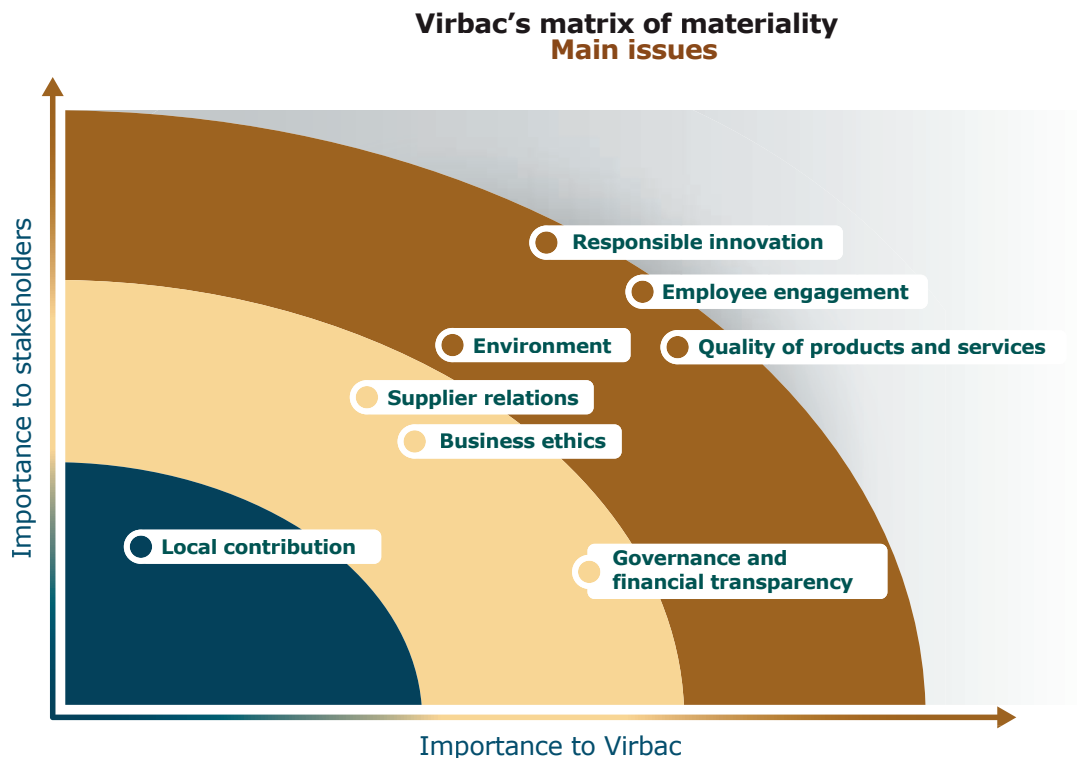 Virbac’s matrix of materiality
Main issues
Importance to stakeholders
Responsible innovation
Employee engagement
Environment
Quality of products and services
Supplier relations
Business ethics
Local contribution
Governance and
financial transparency
Importance to Virbac